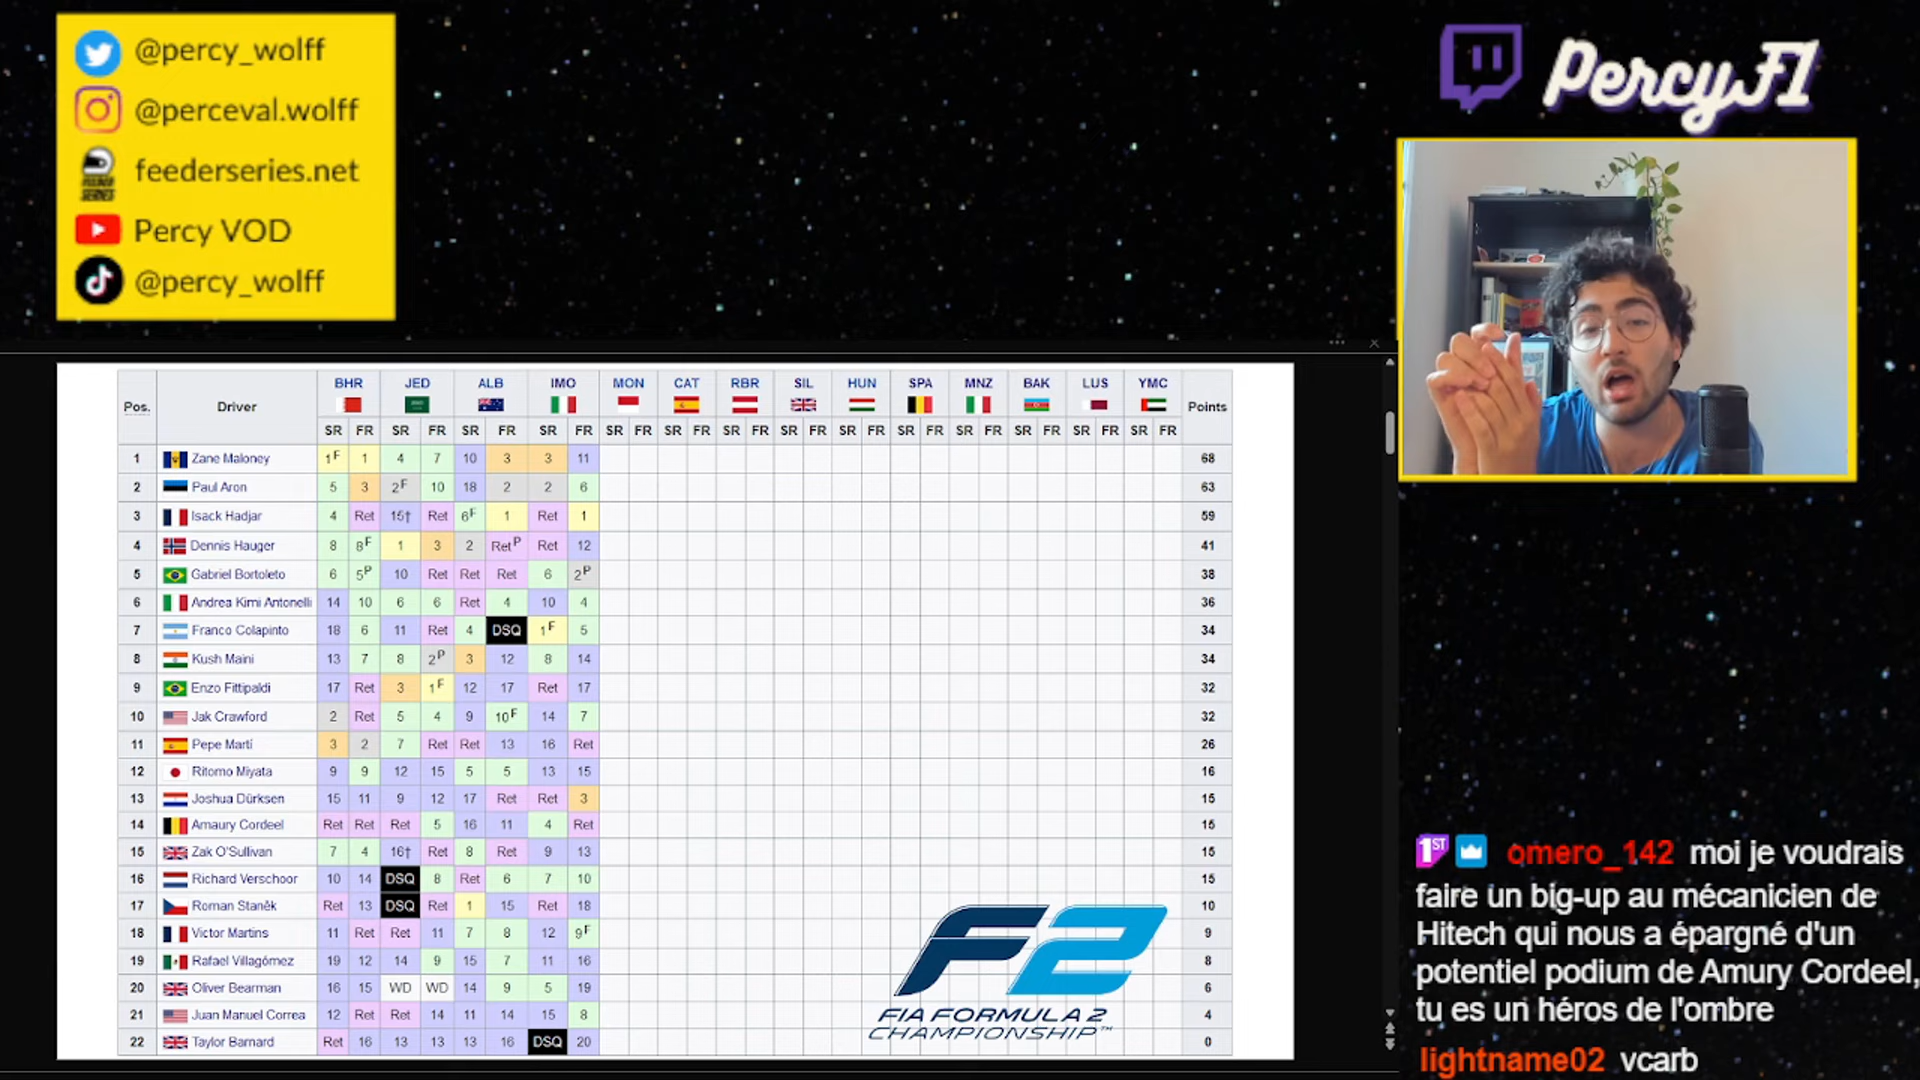 @percy_wolff
@perceval.wolff
feederseries.net
Percy VOD
@percy_wolff
PercyF1
Pos. Driver BHR JED ALB IMO MON CAT RBR SIL HUN SPA MNZ BAK LUS YMC Points
SR FR SR FR SR FR SR FR SR FR SR FR SR FR SR FR SR FR SR FR SR FR SR FR SR FR SR FR
1 Zane Maloney 1F 1 4 7 10 3 3 11 68
2 Paul Aron 5 3 2F 10 18 2 2 6 63
3 Isack Hadjar 4 Ret 15† Ret 6F 1 Ret 1 59
4 Dennis Hauger 8 8F 1 3 2 RetP Ret 12 41
5 Gabriel Bortoleto 6 5P 10 Ret Ret Ret 6 2P 38
6 Andrea Kimi Antonelli 14 10 6 6 Ret 4 10 4 36
7 Franco Colapinto 18 6 11 Ret 4 DSQ 1F 5 34
8 Kush Maini 13 7 8 2P 3 12 8 14 34
9 Enzo Fittipaldi 17 Ret 3 1F 12 17 Ret 17 32
10 Jak Crawford 2 Ret 5 4 9 10F 14 7 32
11 Pepe Martí 3 2 7 Ret Ret 13 16 Ret 26
12 Ritomo Miyata 9 9 12 15 5 5 13 15 16
13 Joshua Dürksen 15 11 9 12 17 Ret Ret 3 15
14 Amaury Cordeel Ret Ret Ret 5 16 11 4 Ret 15
15 Zak O'Sullivan 7 4 16† Ret 8 Ret 9 13 15
16 Richard Verschoor 10 14 DSQ 8 Ret 6 7 10 15
17 Roman Staněk Ret 13 DSQ Ret 1 15 Ret 18 10
18 Victor Martins 11 Ret Ret 11 7 8 12 9F 9
19 Rafael Villagómez 19 12 14 9 15 7 11 16 8
20 Oliver Bearman 16 15 WD WD 14 9 5 19 6
21 Juan Manuel Correa 12 Ret Ret 14 11 14 15 8 4
22 Taylor Barnard Ret 16 13 13 13 16 DSQ 20 0
F2
FIA FORMULA 2
CHAMPIONSHIP™
1ST omero_142 moi je voudrais
faire un big-up au mécanicien de
Hitech qui nous a épargné d'un
potentiel podium de Amury Cordeel,
tu es un héros de l'ombre
lightname02 vcarb